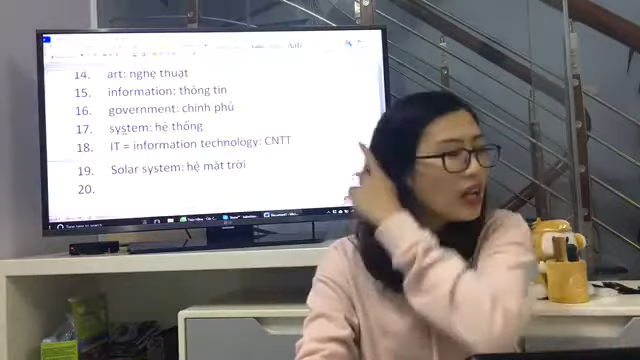 14. art: nghệ thuật
15. information: thông tin
16. government: chính phủ
17. system: hệ thống
18. IT = information technology: CNTT
19. Solar system: hệ mặt trời
20.